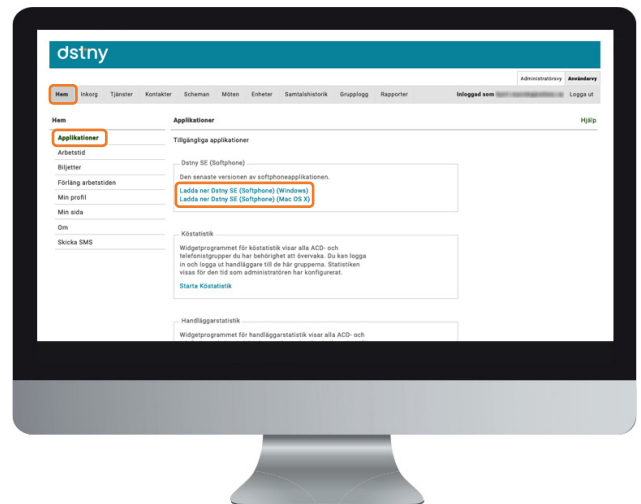 dstny
Administratörsvy Användarvy
Hem Inkorg Tjänster Kontakter Scheman Möten Enheter Samtalshistorik Grupplogg Rapporter Inloggad som Logga ut
Hem
Applikationer
Arbetstid
Biljetter
Förläng arbetstiden
Min profil
Min sida
Om
Skicka SMS
Applikationer Hjälp
Tillgängliga applikationer
Dstny SE (Softphone)
Den senaste versionen av softphoneapplikationen.
Ladda ner Dstny SE (Softphone) (Windows)
Ladda ner Dstny SE (Softphone) (Mac OS X)
Köstatistik
Widgetprogrammet för köstatistik visar alla ACD- och
telefonistgrupper du har behörighet att övervaka. Du kan logga
in och logga ut handläggare till de här grupperna. Statistiken
visas för den tid som administratören har konfigurerat.
Starta Köstatistik
Handläggarstatistik
Widgetprogrammet för handläggarstatistik visar alla ACD- och